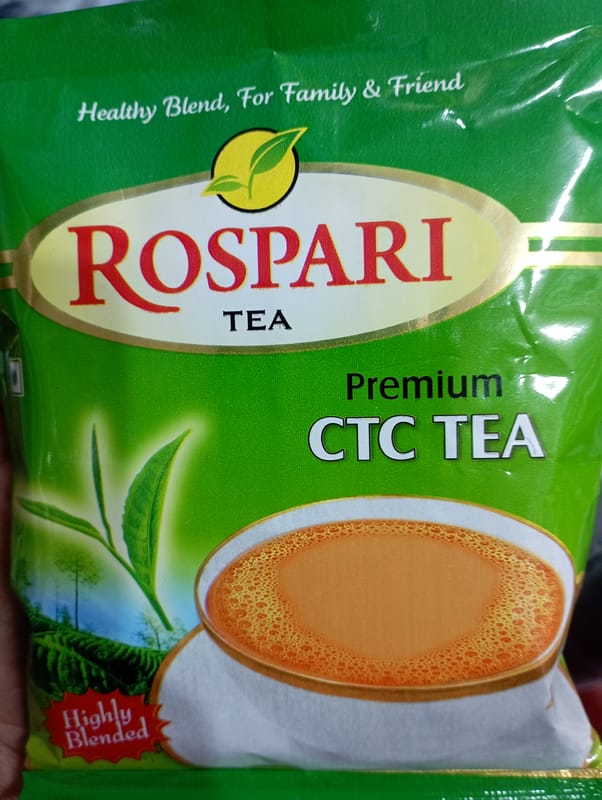 Healthy Blend, For Family & Friend
ROSPARI
TEA
Premium
CTC TEA
Highly
Blended